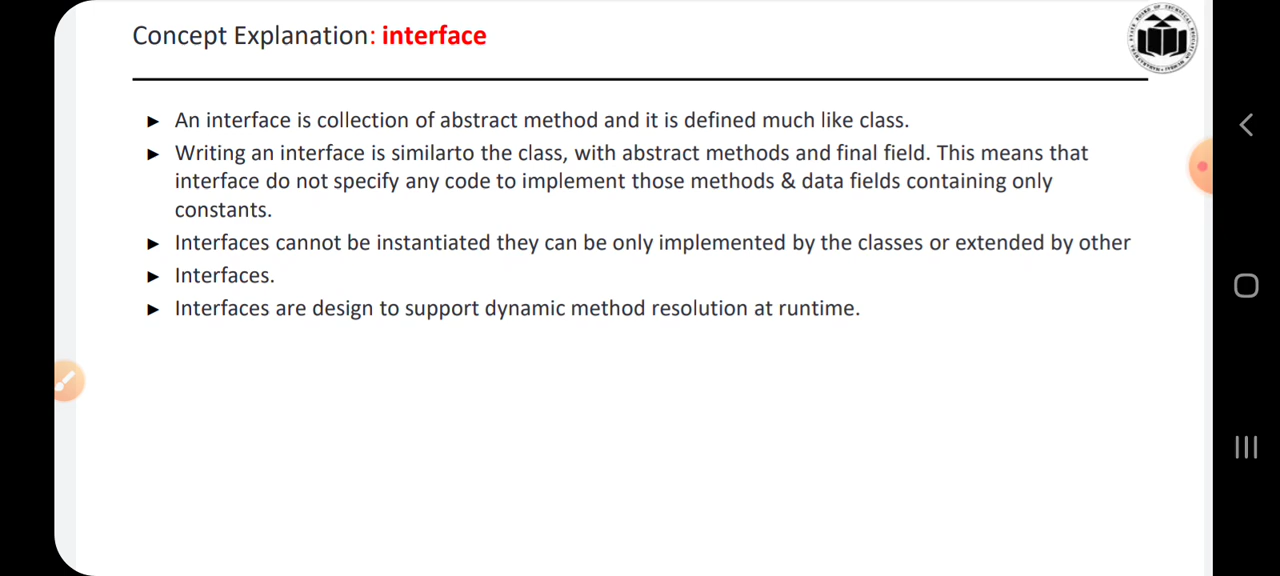 Concept Explanation: interface
► An interface is collection of abstract method and it is defined much like class.
► Writing an interface is similarto the class, with abstract methods and final field. This means that
interface do not specify any code to implement those methods & data fields containing only
constants.
► Interfaces cannot be instantiated they can be only implemented by the classes or extended by other
► Interfaces.
► Interfaces are design to support dynamic method resolution at runtime.